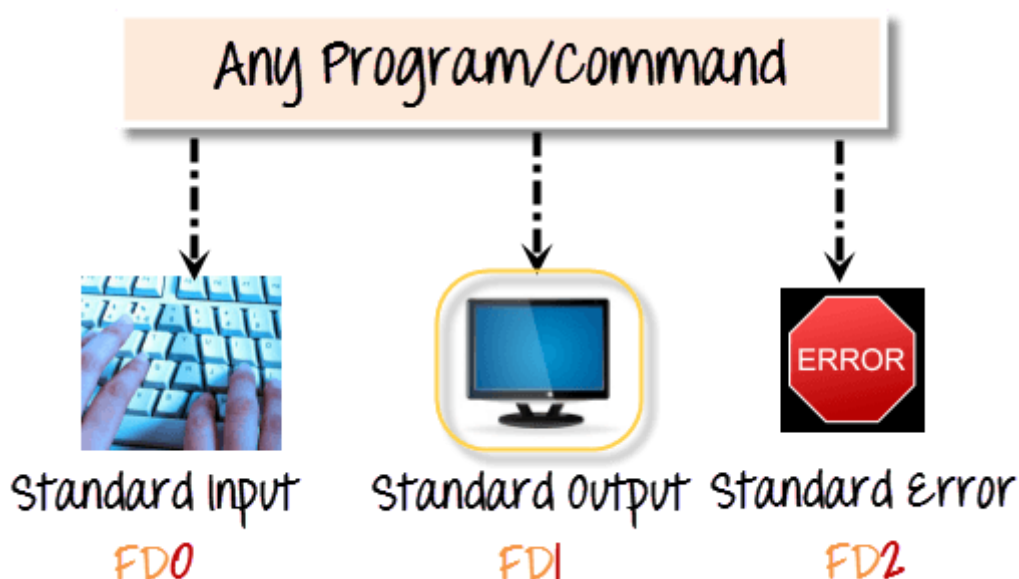 Any Program/Command
ERROR
Standard Input
Standard Output
Standard Error
FD0
FD1
FD2